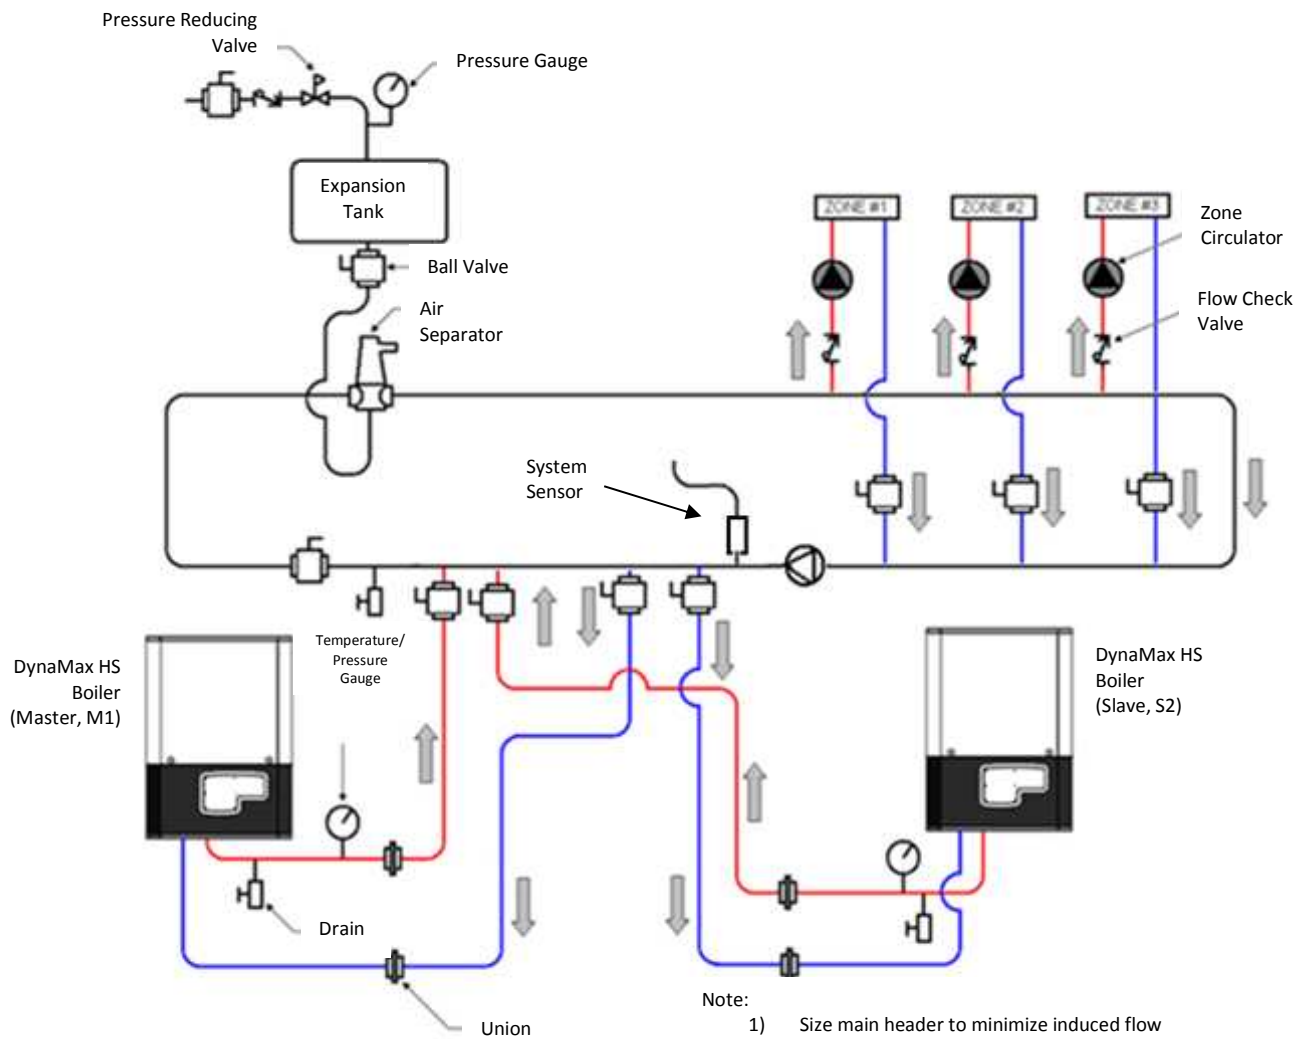 Pressure Reducing
Valve
Pressure Gauge
Expansion
Tank
Ball Valve
Air
Separator
ZONE #1
ZONE #2
ZONE #3
Zone
Circulator
Flow Check
Valve
System
Sensor
Temperature/
Pressure
Gauge
DynaMax HS
Boiler
(Master, M1)
DynaMax HS
Boiler
(Slave, S2)
Drain
Union
Note:
1) Size main header to minimize induced flow